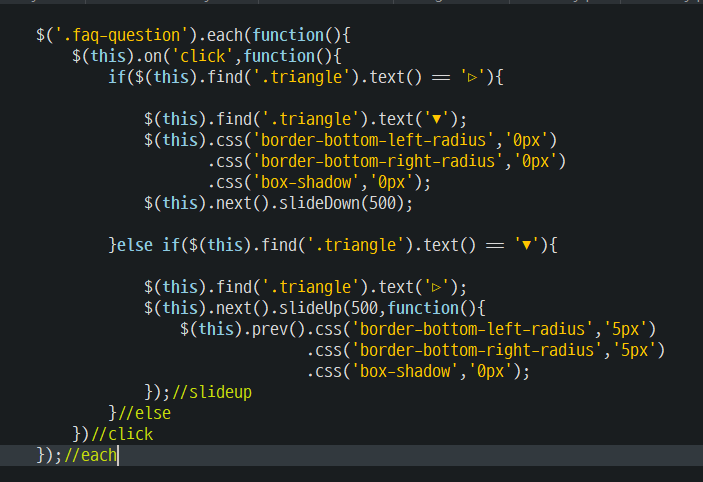 $('.faq-question').each(function(){
$(this).on('click',function(){
if($(this).find('.triangle').text() == '▷'){
$(this).find('.triangle').text('▼');
$(this).css('border-bottom-left-radius','0px')
.css('border-bottom-right-radius','0px')
.css('box-shadow','0px');
$(this).next().slideDown(500);
}else if($(this).find('.triangle').text() == '▼'){
$(this).find('.triangle').text('▷');
$(this).next().slideUp(500,function(){
$(this).prev().css('border-bottom-left-radius','5px')
.css('border-bottom-right-radius','5px')
.css('box-shadow','0px');
});//slideup
}//else
})//click
});//each